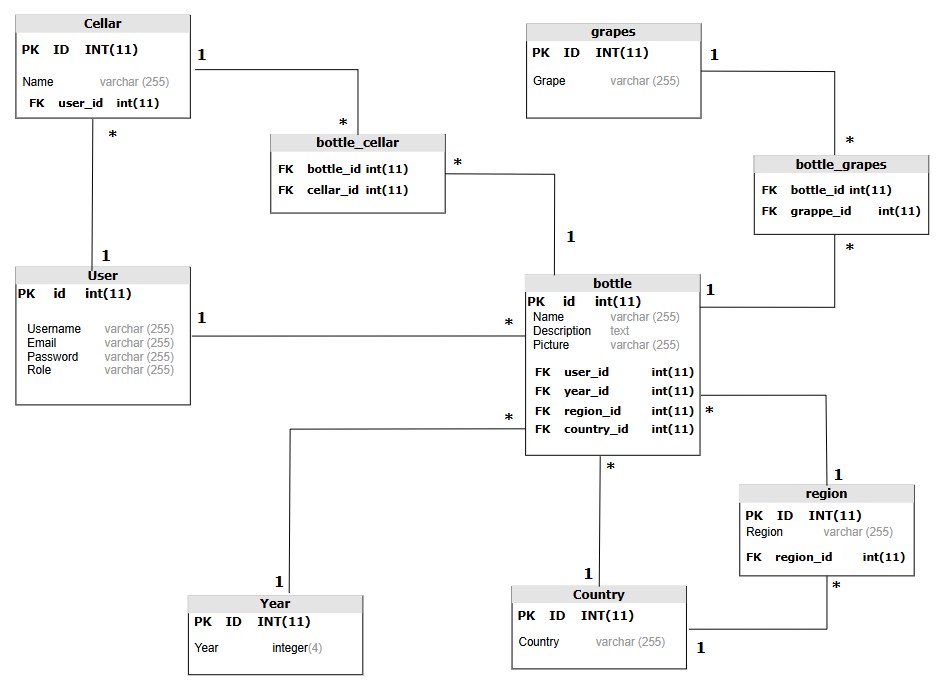 Cellar
PK ID INT(11)
Name varchar (255)
FK user_id int(11)
1
*
grapes
PK ID INT(11)
Grape varchar (255)
1
*
bottle_cellar
FK bottle_id int(11)
FK cellar_id int(11)
*
*
1
bottle_grapes
FK bottle_id int(11)
FK grappe_id int(11)
*
1
User
PK id int(11)
Username varchar (255)
Email varchar (255)
Password varchar (255)
Role varchar (255)
1
*
1
bottle
PK id int(11)
Name varchar (255)
Description text
Picture varchar (255)
FK user_id int(11)
FK year_id int(11)
FK region_id int(11)
FK country_id int(11)
1
*
*
*
1
region
PK ID INT(11)
Region varchar (255)
FK region_id int(11)
*
1
Year
PK ID INT(11)
Year integer(4)
1
Country
PK ID INT(11)
Country varchar (255)
1